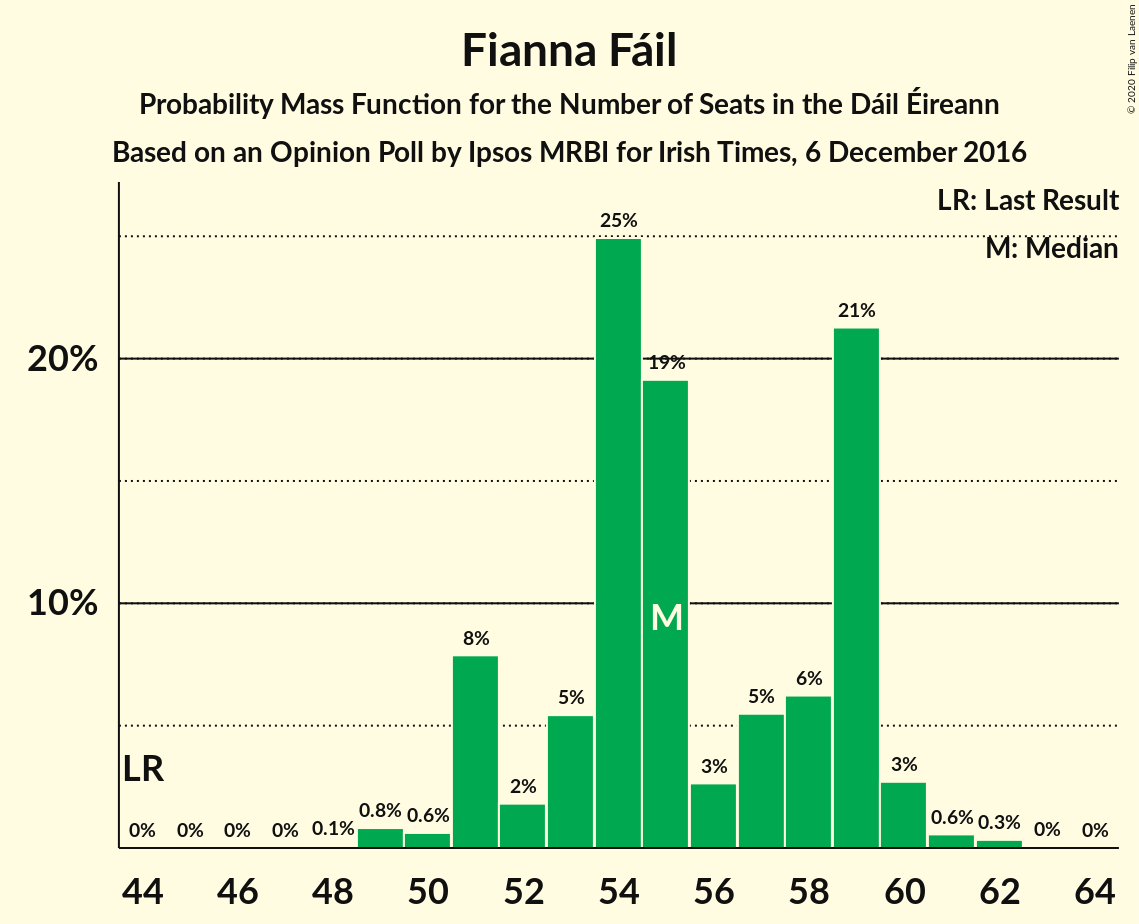 Fianna Fáil
Probability Mass Function for the Number of Seats in the Dáil Éireann
Based on an Opinion Poll by Ipsos MRBI for Irish Times, 6 December 2016
© 2020 Filip van Laenen
LR: Last Result
M: Median
20%
10%
LR
M
0% 0% 0% 0% 0.1% 0.8% 0.6% 8% 2% 5% 25% 19% 3% 5% 6% 21% 3% 0.6% 0.3% 0% 0%
44 46 48 50 52 54 56 58 60 62 64